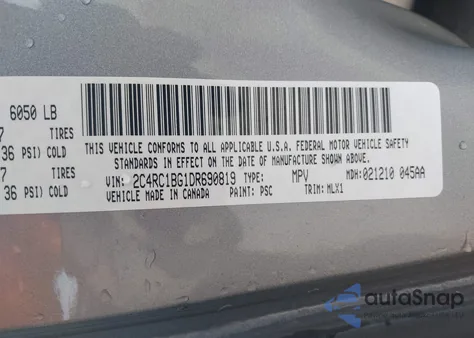 6050 LB
7 TIRES
36 PSI) COLD
7 TIRES
36 PSI) COLD
THIS VEHICLE CONFORMS TO ALL APPLICABLE U.S.A. FEDERAL MOTOR VEHICLE SAFETY
STANDARDS IN EFFECT ON THE DATE OF MANUFACTURE SHOWN ABOVE.
VIN: 2C4RC1BG1DR690819 TYPE: MPV MDH:021210 045AA
VEHICLE MADE IN CANADA PAINT: PSC TRIM: MLX1
autoSnap